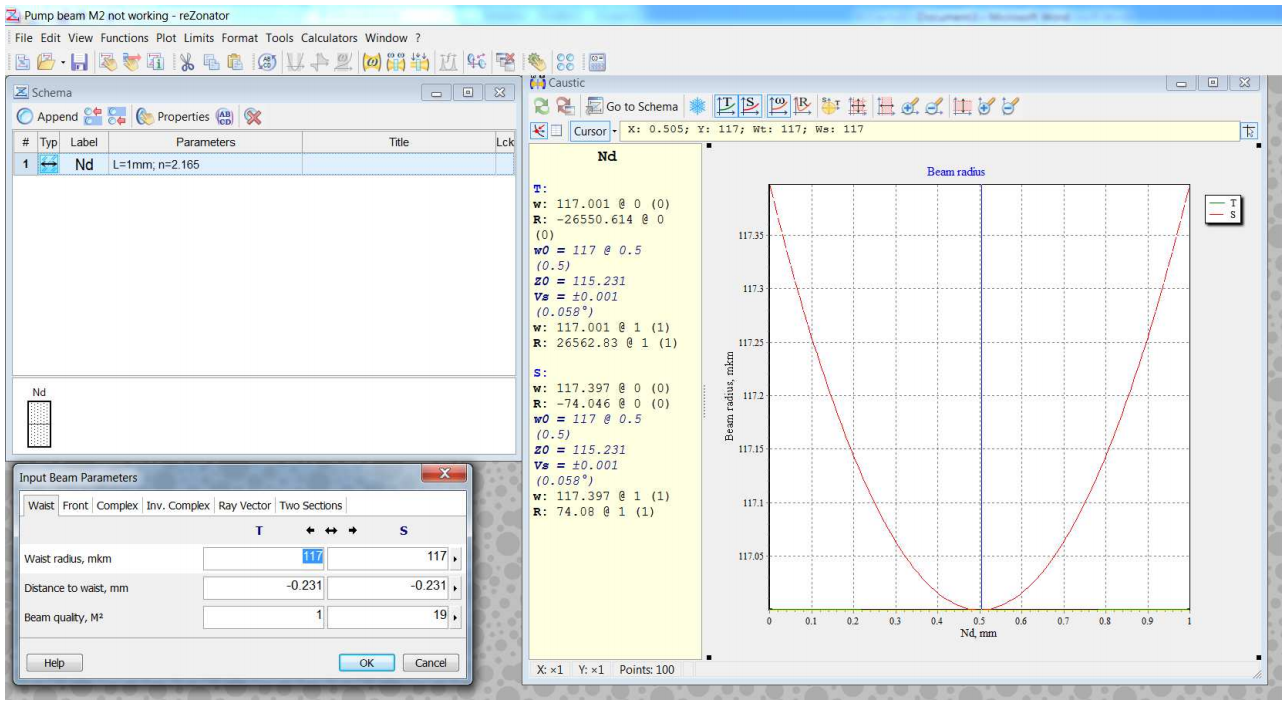 Pump beam M2 not working - reZonator
File Edit View Functions Plot Limits Format Tools Calculators Window ?
Schema
Append
Properties
# Typ Label Parameters Title Lck
1 Nd L=1mm; n=2.165
Nd
Input Beam Parameters
Waist Front Complex Inv. Complex Ray Vector Two Sections
T S
Waist radius, mkm 117 117
Distance to waist, mm -0.231 -0.231
Beam quality, M² 1 19
Help OK Cancel
Caustic
Go to Schema
Cursor X: 0.505; Y: 117; Wt: 117; Ws: 117
Nd
T:
w: 117.001 @ 0 (0)
R: -26550.614 @ 0
(0)
w0 = 117 @ 0.5
(0.5)
z0 = 115.231
Vs = ±0.001
(0.058°)
w: 117.001 @ 1 (1)
R: 26562.83 @ 1 (1)
S:
w: 117.397 @ 0 (0)
R: -74.046 @ 0 (0)
w0 = 117 @ 0.5
(0.5)
z0 = 115.231
Vs = ±0.001
(0.058°)
w: 117.397 @ 1 (1)
R: 74.08 @ 1 (1)
Beam radius
T
S
117.35
117.3
117.25
117.2
117.15
117.1
117.05
Beam radius, mkm
0 0.1 0.2 0.3 0.4 0.5 0.6 0.7 0.8 0.9 1
Nd, mm
X: ×1 Y: ×1 Points: 100